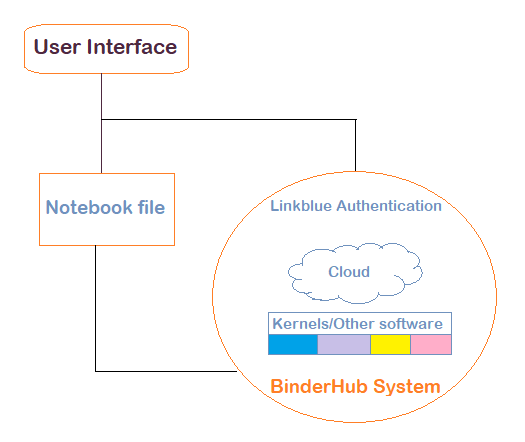 User Interface
Notebook file
Linkblue Authentication
Cloud
Kernels/Other software
BinderHub System